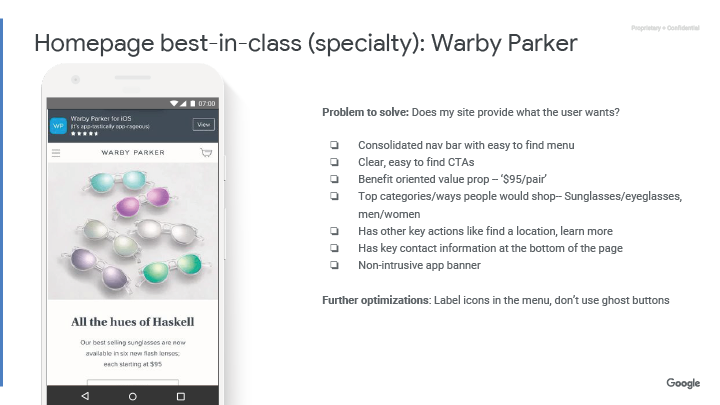 Proprietary + Confidential
Homepage best-in-class (specialty): Warby Parker
07:00
WP
Warby Parker for iOS
(It's app-tastically app-rageous)
View
WARBY PARKER
All the hues of Haskell
Our best selling sunglasses are now
available in six new flash lenses;
each starting at $95
Problem to solve: Does my site provide what the user wants?
❏ Consolidated nav bar with easy to find menu
❏ Clear, easy to find CTAs
❏ Benefit oriented value prop – '$95/pair'
❏ Top categories/ways people would shop– Sunglasses/eyeglasses,
men/women
❏ Has other key actions like find a location, learn more
❏ Has key contact information at the bottom of the page
❏ Non-intrusive app banner
Further optimizations: Label icons in the menu, don't use ghost buttons
Google